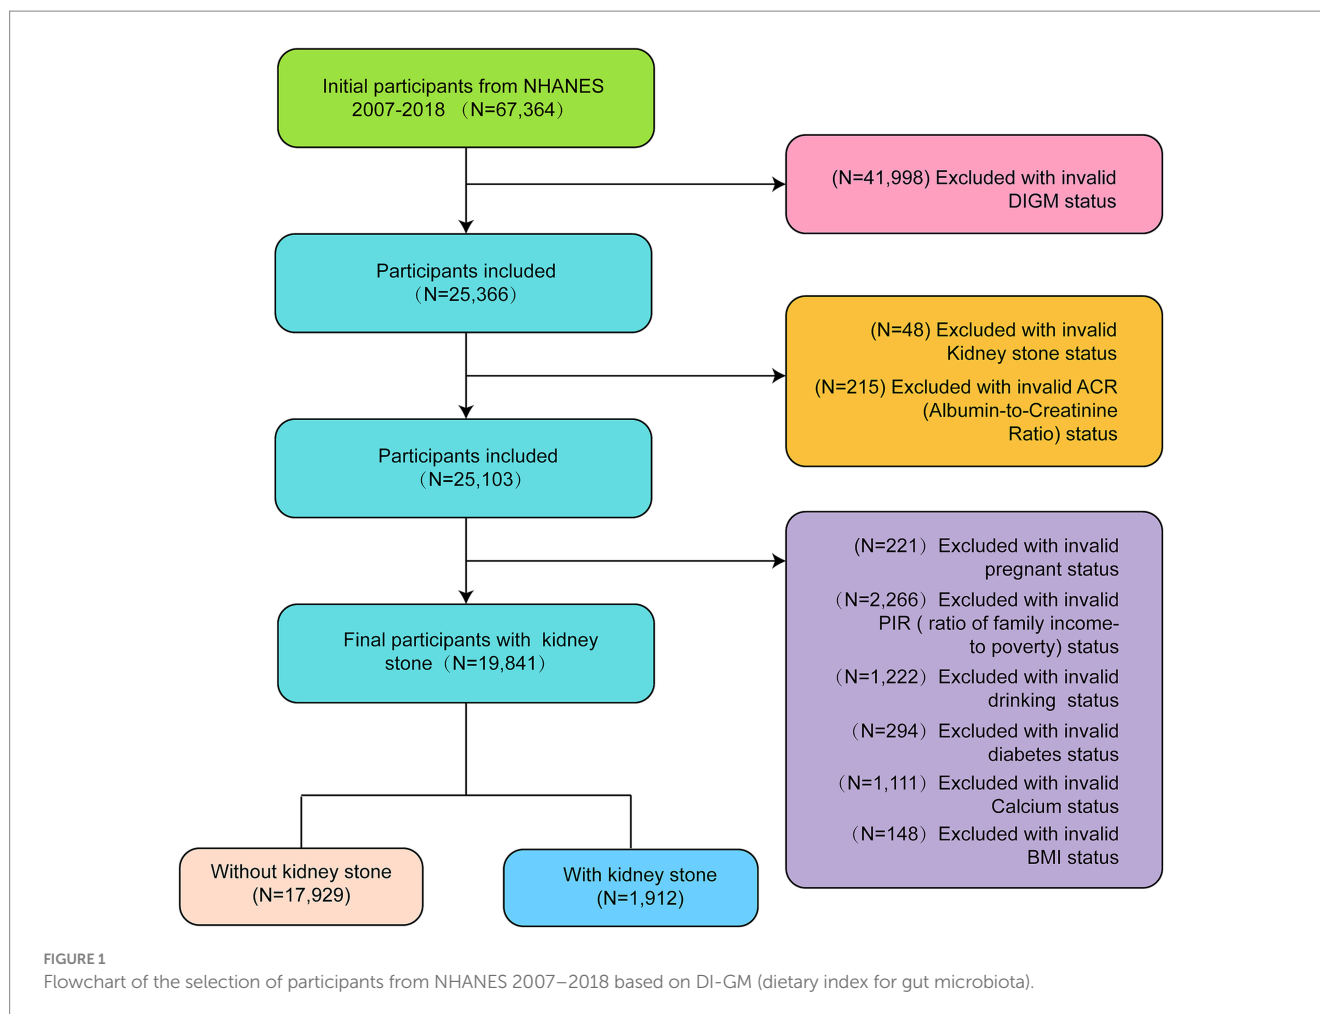 Initial participants from NHANES
2007-2018 （N=67,364）
(N=41,998) Excluded with invalid
DIGM status
Participants included
（N=25,366）
(N=48) Excluded with invalid
Kidney stone status
(N=215) Excluded with invalid ACR
(Albumin-to-Creatinine
Ratio) status
Participants included
（N=25,103）
(N=221）Excluded with invalid
pregnant status
（N=2,266）Excluded with invalid
PIR ( ratio of family income-
to poverty) status
（N=1,222）Excluded with invalid
drinking status
（N=294）Excluded with invalid
diabetes status
（N=1,111）Excluded with invalid
Calcium status
（N=148）Excluded with invalid
BMI status
Final participants with kidney
stone（N=19,841）
Without kidney stone
(N=17,929)
With kidney stone
(N=1,912)
FIGURE 1
Flowchart of the selection of participants from NHANES 2007–2018 based on DI-GM (dietary index for gut microbiota).